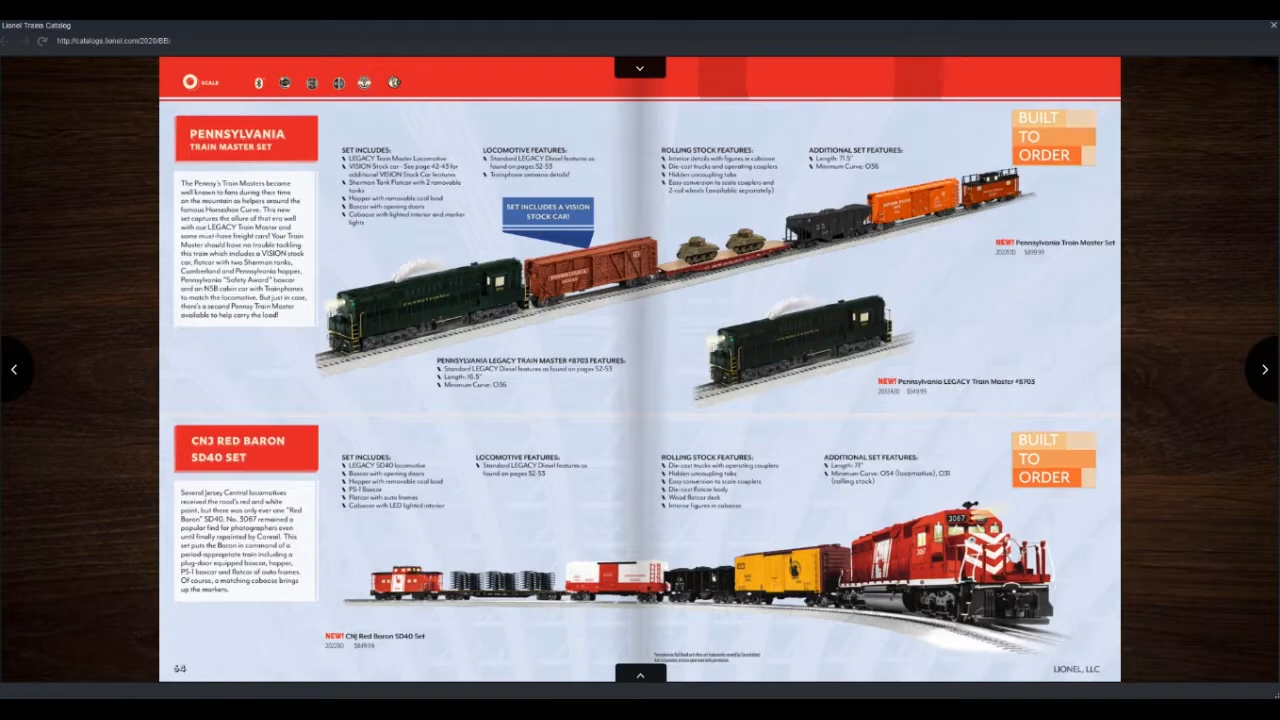 Lionel Trains Catalog
http://catalogs.lionel.com/2020/BB/
SCALE
PENNSYLVANIA
TRAIN MASTER SET
The Pennsy's Train Masters became
well known to fans during their time
on the mountain as helpers around the
famous Horseshoe Curve. This new
set captures the allure of that era well
with our LEGACY Train Master and
some must-have freight cars! Your Train
Master should have no trouble tackling
this train which includes a VISION stock
car, flatcar with two Sherman tanks,
Cumberland and Pennsylvania hopper,
Pennsylvania "Safety Award" boxcar
and an N5B cabin car with Trainphones
to match the locomotive. But just in case,
there's a second Pennsy Train Master
available to help carry the load!
SET INCLUDES:
LEGACY Train Master Locomotive
VISION Stock car - See page 42-43 for
additional VISION Stock Car features
Sherman Tank Flatcar with 2 removable
tanks
Hopper with removable coal load
Boxcar with opening doors
Caboose with lighted interior and marker
lights
LOCOMOTIVE FEATURES:
Standard LEGACY Diesel features as
found on pages 52-53
Trainphone antenna details!
SET INCLUDES A VISION
STOCK CAR!
ROLLING STOCK FEATURES:
Interior details with figures in caboose
Die-cast trucks and operating couplers
Hidden uncoupling tabs
Easy conversion to scale couplers and
2-rail wheels (available separately)
ADDITIONAL SET FEATURES:
Length: 71.5"
Minimum Curve: O36
BUILT
TO
ORDER
NEW! Pennsylvania Train Master Set
PENNSYLVANIA LEGACY TRAIN MASTER #8703 FEATURES:
Standard LEGACY Diesel features as found on pages 52-53
Length: 16.5"
Minimum Curve: O36
NEW! Pennsylvania LEGACY Train Master #8703
CNJ RED BARON
SD40 SET
Several Jersey Central locomotives
received the road's red and white
paint, but there was only ever one "Red
Baron" SD40. No. 3067 remained a
popular find for photographers even
until finally repainted by Conrail. This
set puts the Baron in command of a
period-appropriate train including a
plug-door equipped boxcar, hopper,
PS-1 boxcar and flatcar of auto frames.
Of course, a matching caboose brings
up the markers.
SET INCLUDES:
LEGACY SD40 locomotive
Boxcar with opening doors
Hopper with removable coal load
PS-1 Boxcar
Flatcar with auto frames
Caboose with LED lighted interior
LOCOMOTIVE FEATURES:
Standard LEGACY Diesel features as
found on pages 52-53
ROLLING STOCK FEATURES:
Die-cast trucks with operating couplers
Hidden uncoupling tabs
Easy conversion to scale couplers
Die-cast flatcar body
Wood flatcar deck
Interior figures in caboose
ADDITIONAL SET FEATURES:
Length: 71"
Minimum Curve: O54 (locomotive), O31
(rolling stock)
BUILT
TO
ORDER
3067
NEW! CNJ Red Baron SD40 Set
64
LIONEL, LLC